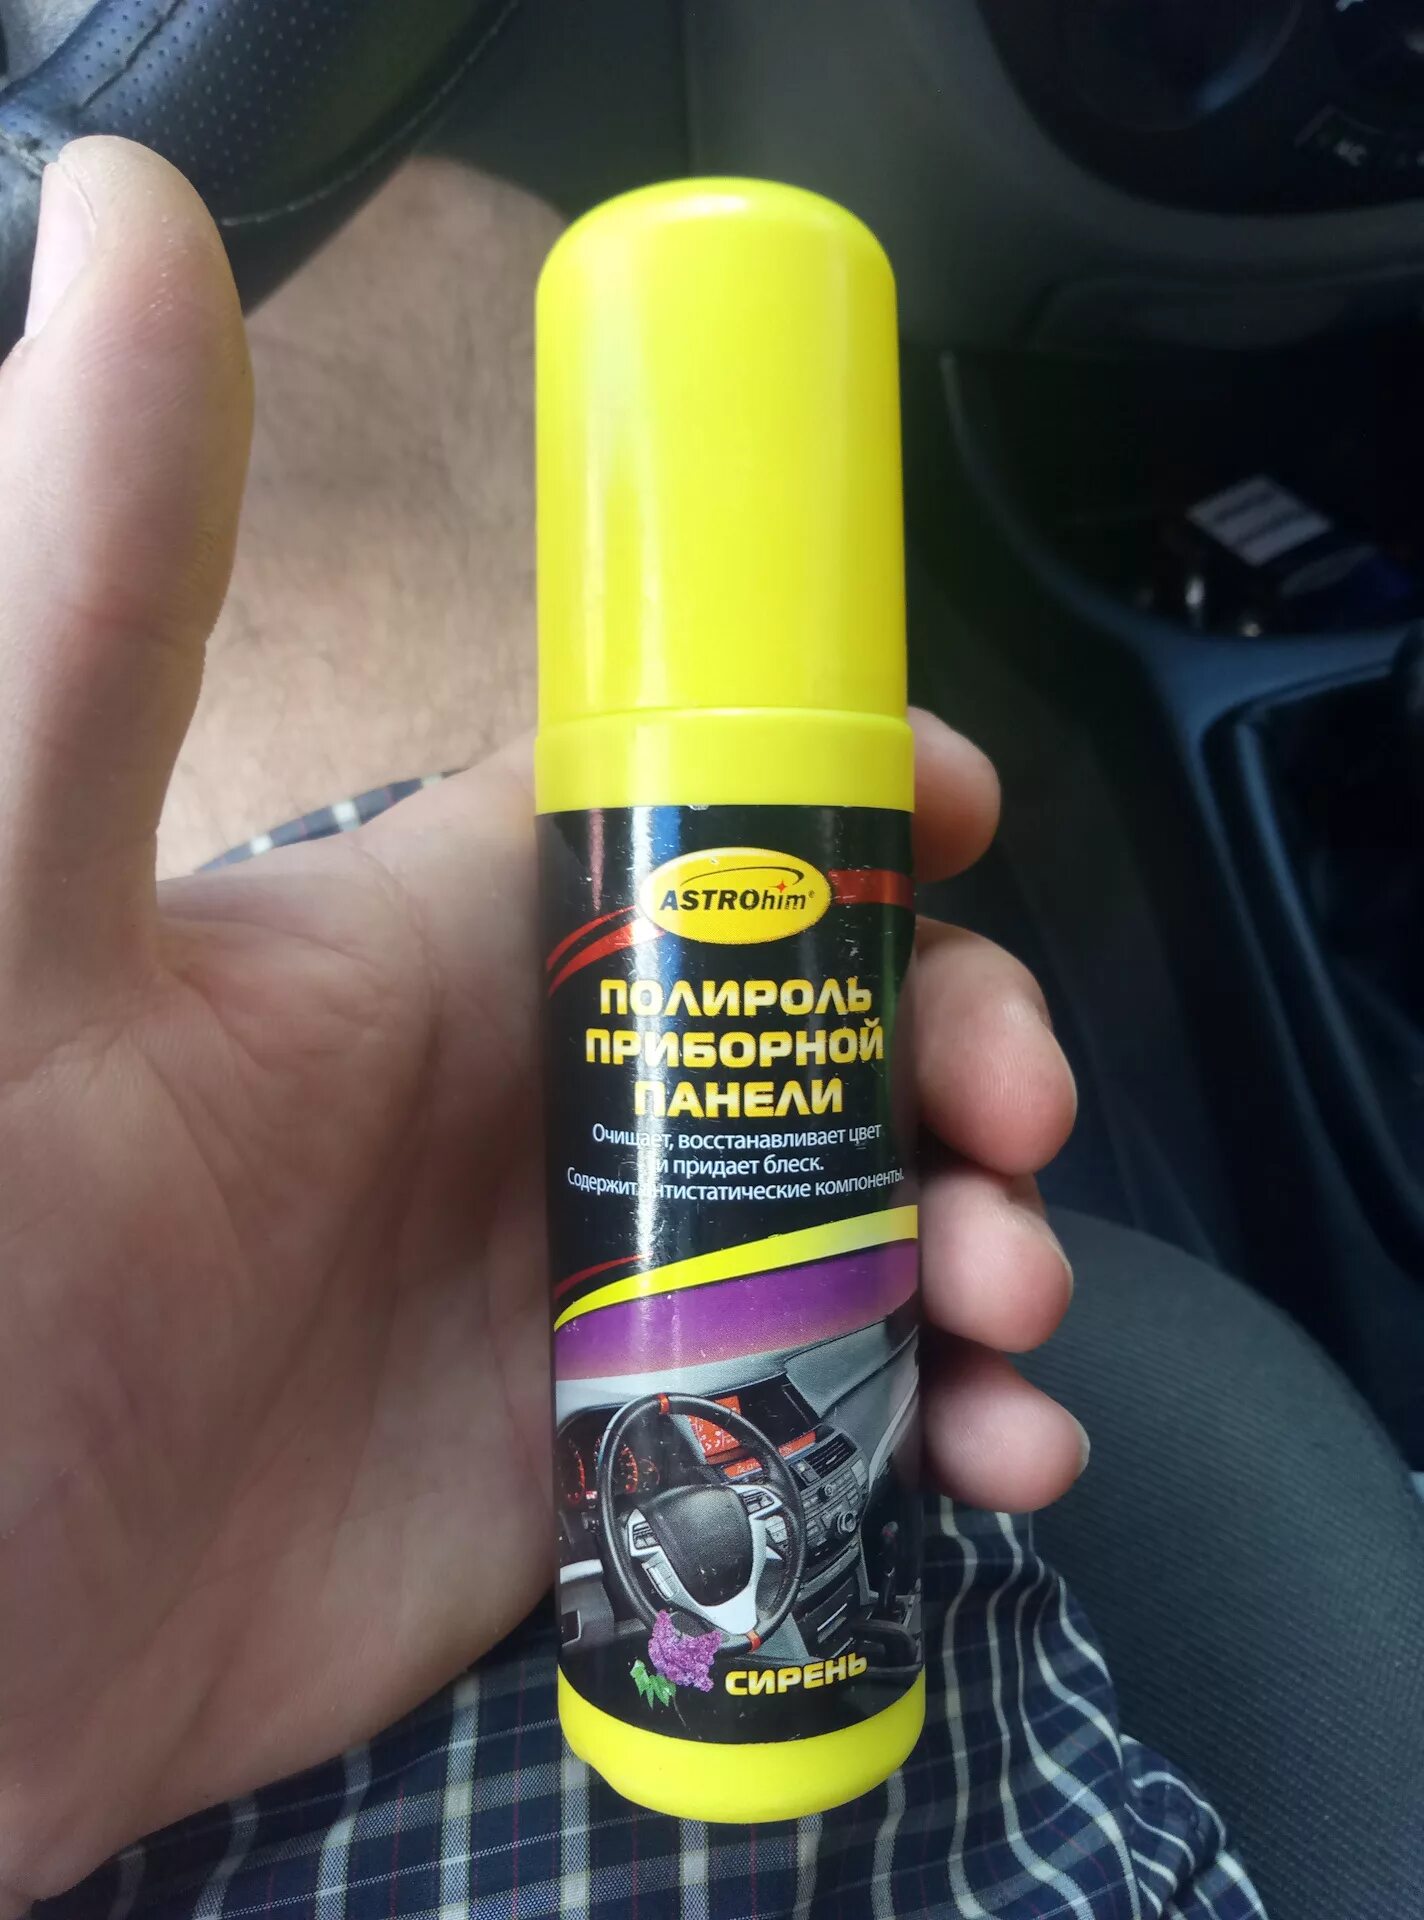 ASTROhim®
ПОЛИРОЛЬ
ПРИБОРНОЙ
ПАНЕЛИ
Очищает, восстанавливает цвет
и придает блеск.
Содержит антистатические компоненты.
СИРЕНЬ